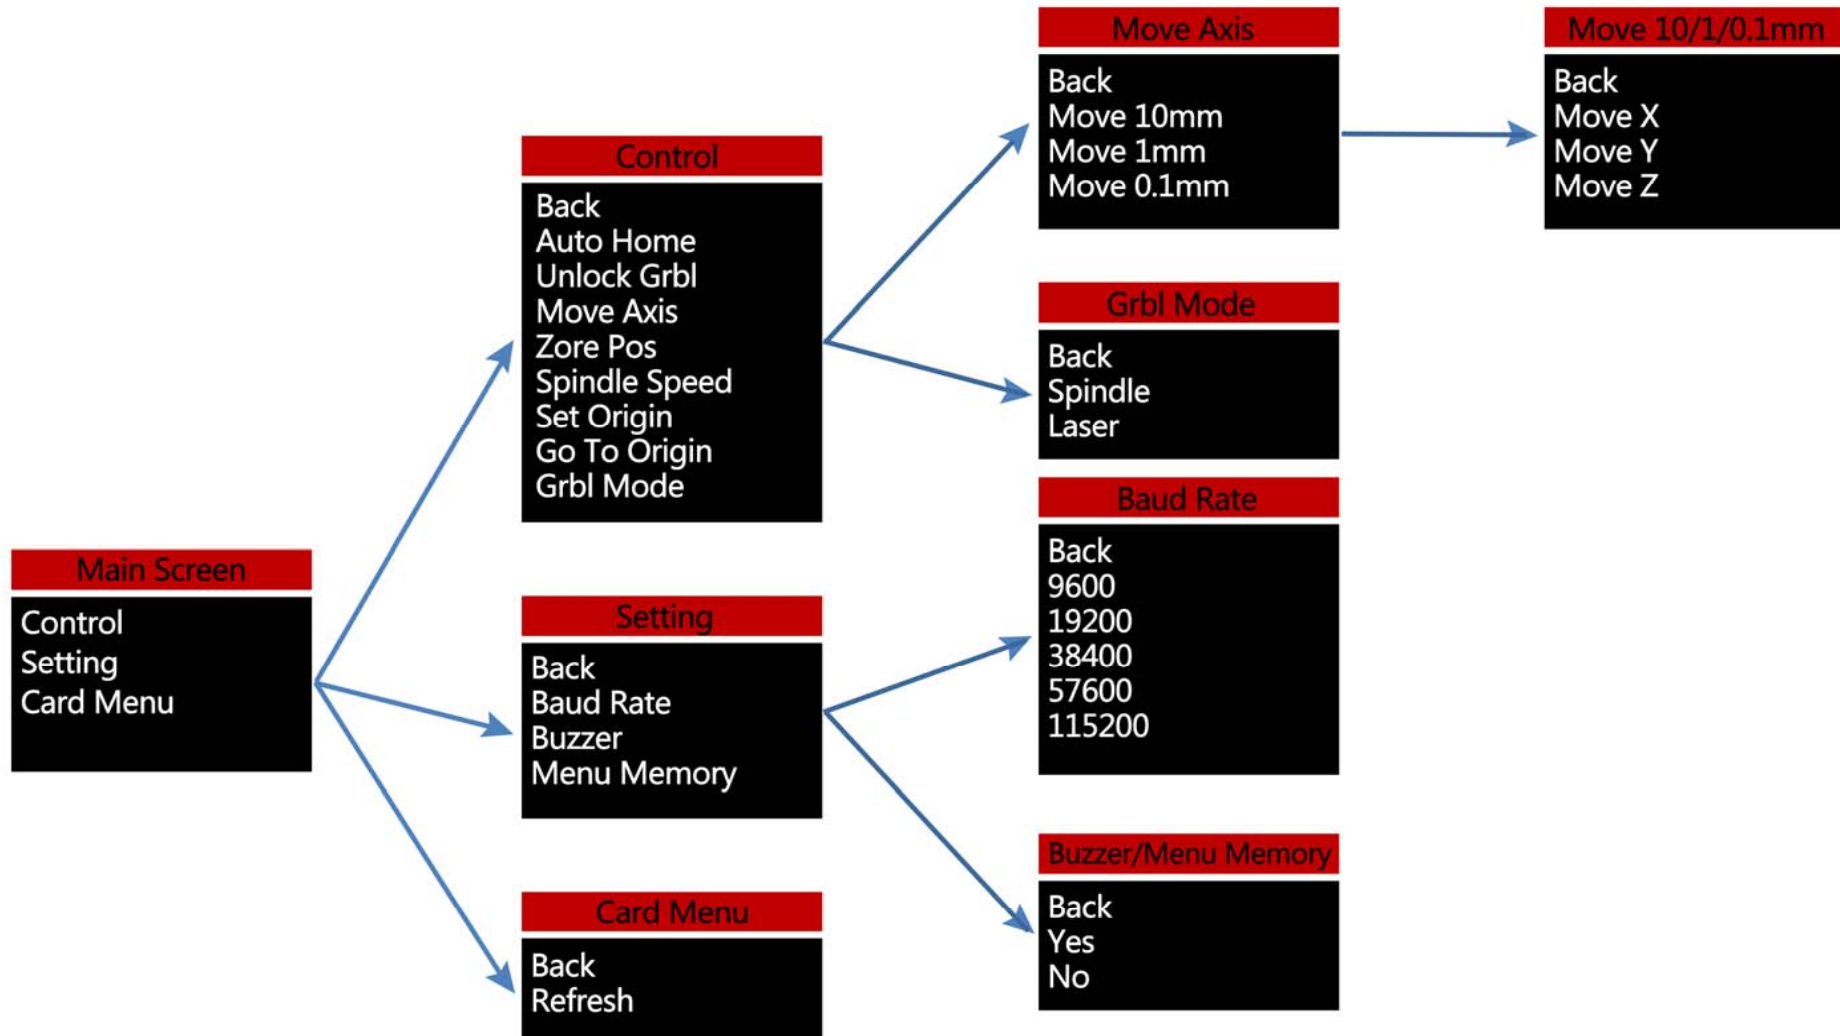 Main Screen
Control
Setting
Card Menu
Control
Back
Auto Home
Unlock Grbl
Move Axis
Zore Pos
Spindle Speed
Set Origin
Go To Origin
Grbl Mode
Setting
Back
Baud Rate
Buzzer
Menu Memory
Card Menu
Back
Refresh
Move Axis
Back
Move 10mm
Move 1mm
Move 0.1mm
Grbl Mode
Back
Spindle
Laser
Baud Rate
Back
9600
19200
38400
57600
115200
Buzzer/Menu Memory
Back
Yes
No
Move 10/1/0.1mm
Back
Move X
Move Y
Move Z